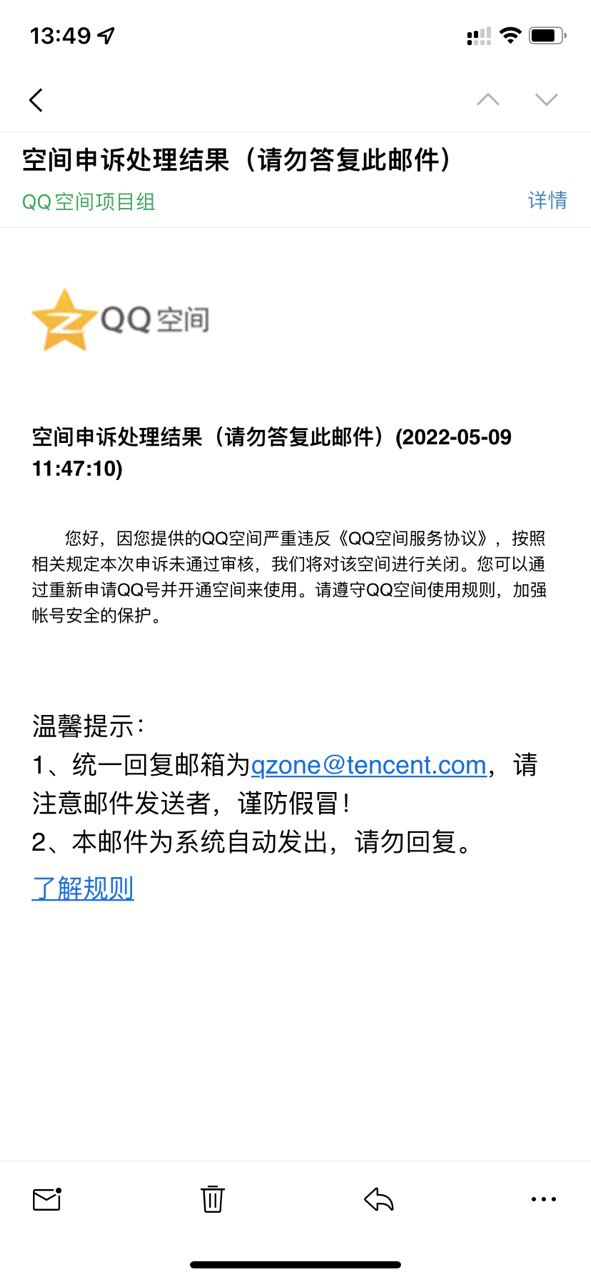 13:49
空间申诉处理结果（请勿答复此邮件）
QQ空间项目组
详情
QQ空间
空间申诉处理结果（请勿答复此邮件）(2022-05-09
11:47:10)
您好，因您提供的QQ空间严重违反《QQ空间服务协议》，按照
相关规定本次申诉未通过审核，我们将对该空间进行关闭。您可以通
过重新申请QQ号并开通空间来使用。请遵守QQ空间使用规则，加强
帐号安全的保护。
温馨提示：
1、统一回复邮箱为qzone@tencent.com，请
注意邮件发送者，谨防假冒！
2、本邮件为系统自动发出，请勿回复。
了解规则